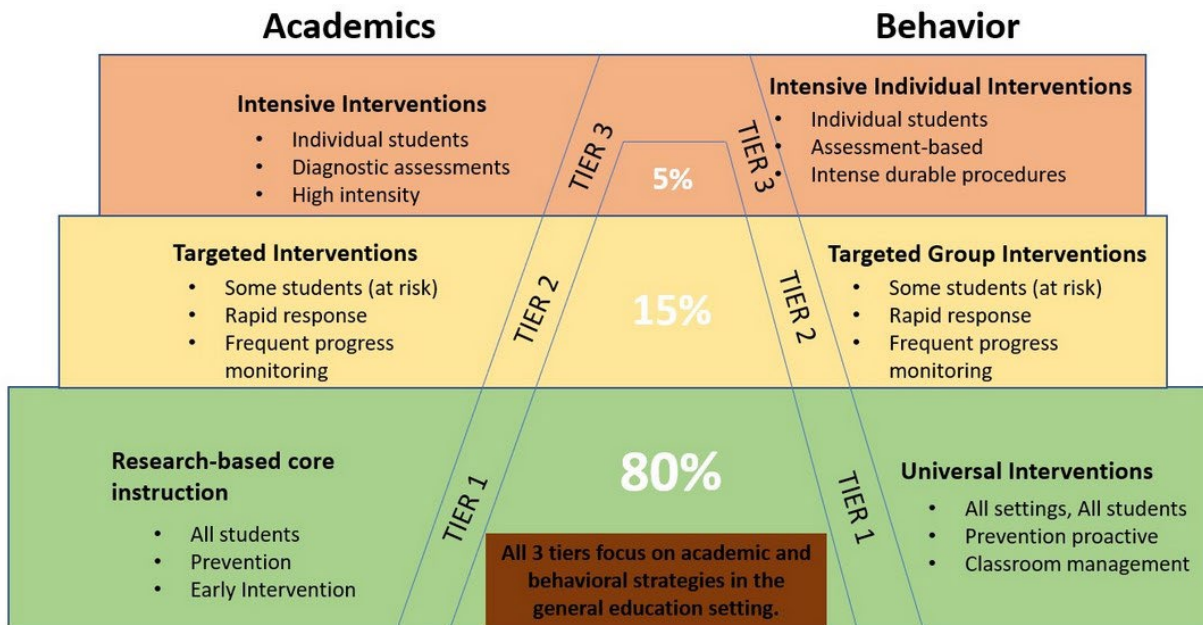 Academics
Behavior
Intensive Interventions
• Individual students
• Diagnostic assessments
• High intensity
TIER 3
5%
TIER 3
Intensive Individual Interventions
• Individual students
• Assessment-based
• Intense durable procedures
Targeted Interventions
• Some students (at risk)
• Rapid response
• Frequent progress
monitoring
TIER 2
15%
TIER 2
Targeted Group Interventions
• Some students (at risk)
• Rapid response
• Frequent progress
monitoring
Research-based core
instruction
• All students
• Prevention
• Early Intervention
TIER 1
80%
All 3 tiers focus on academic and
behavioral strategies in the
general education setting.
TIER 1
Universal Interventions
• All settings, All students
• Prevention proactive
• Classroom management